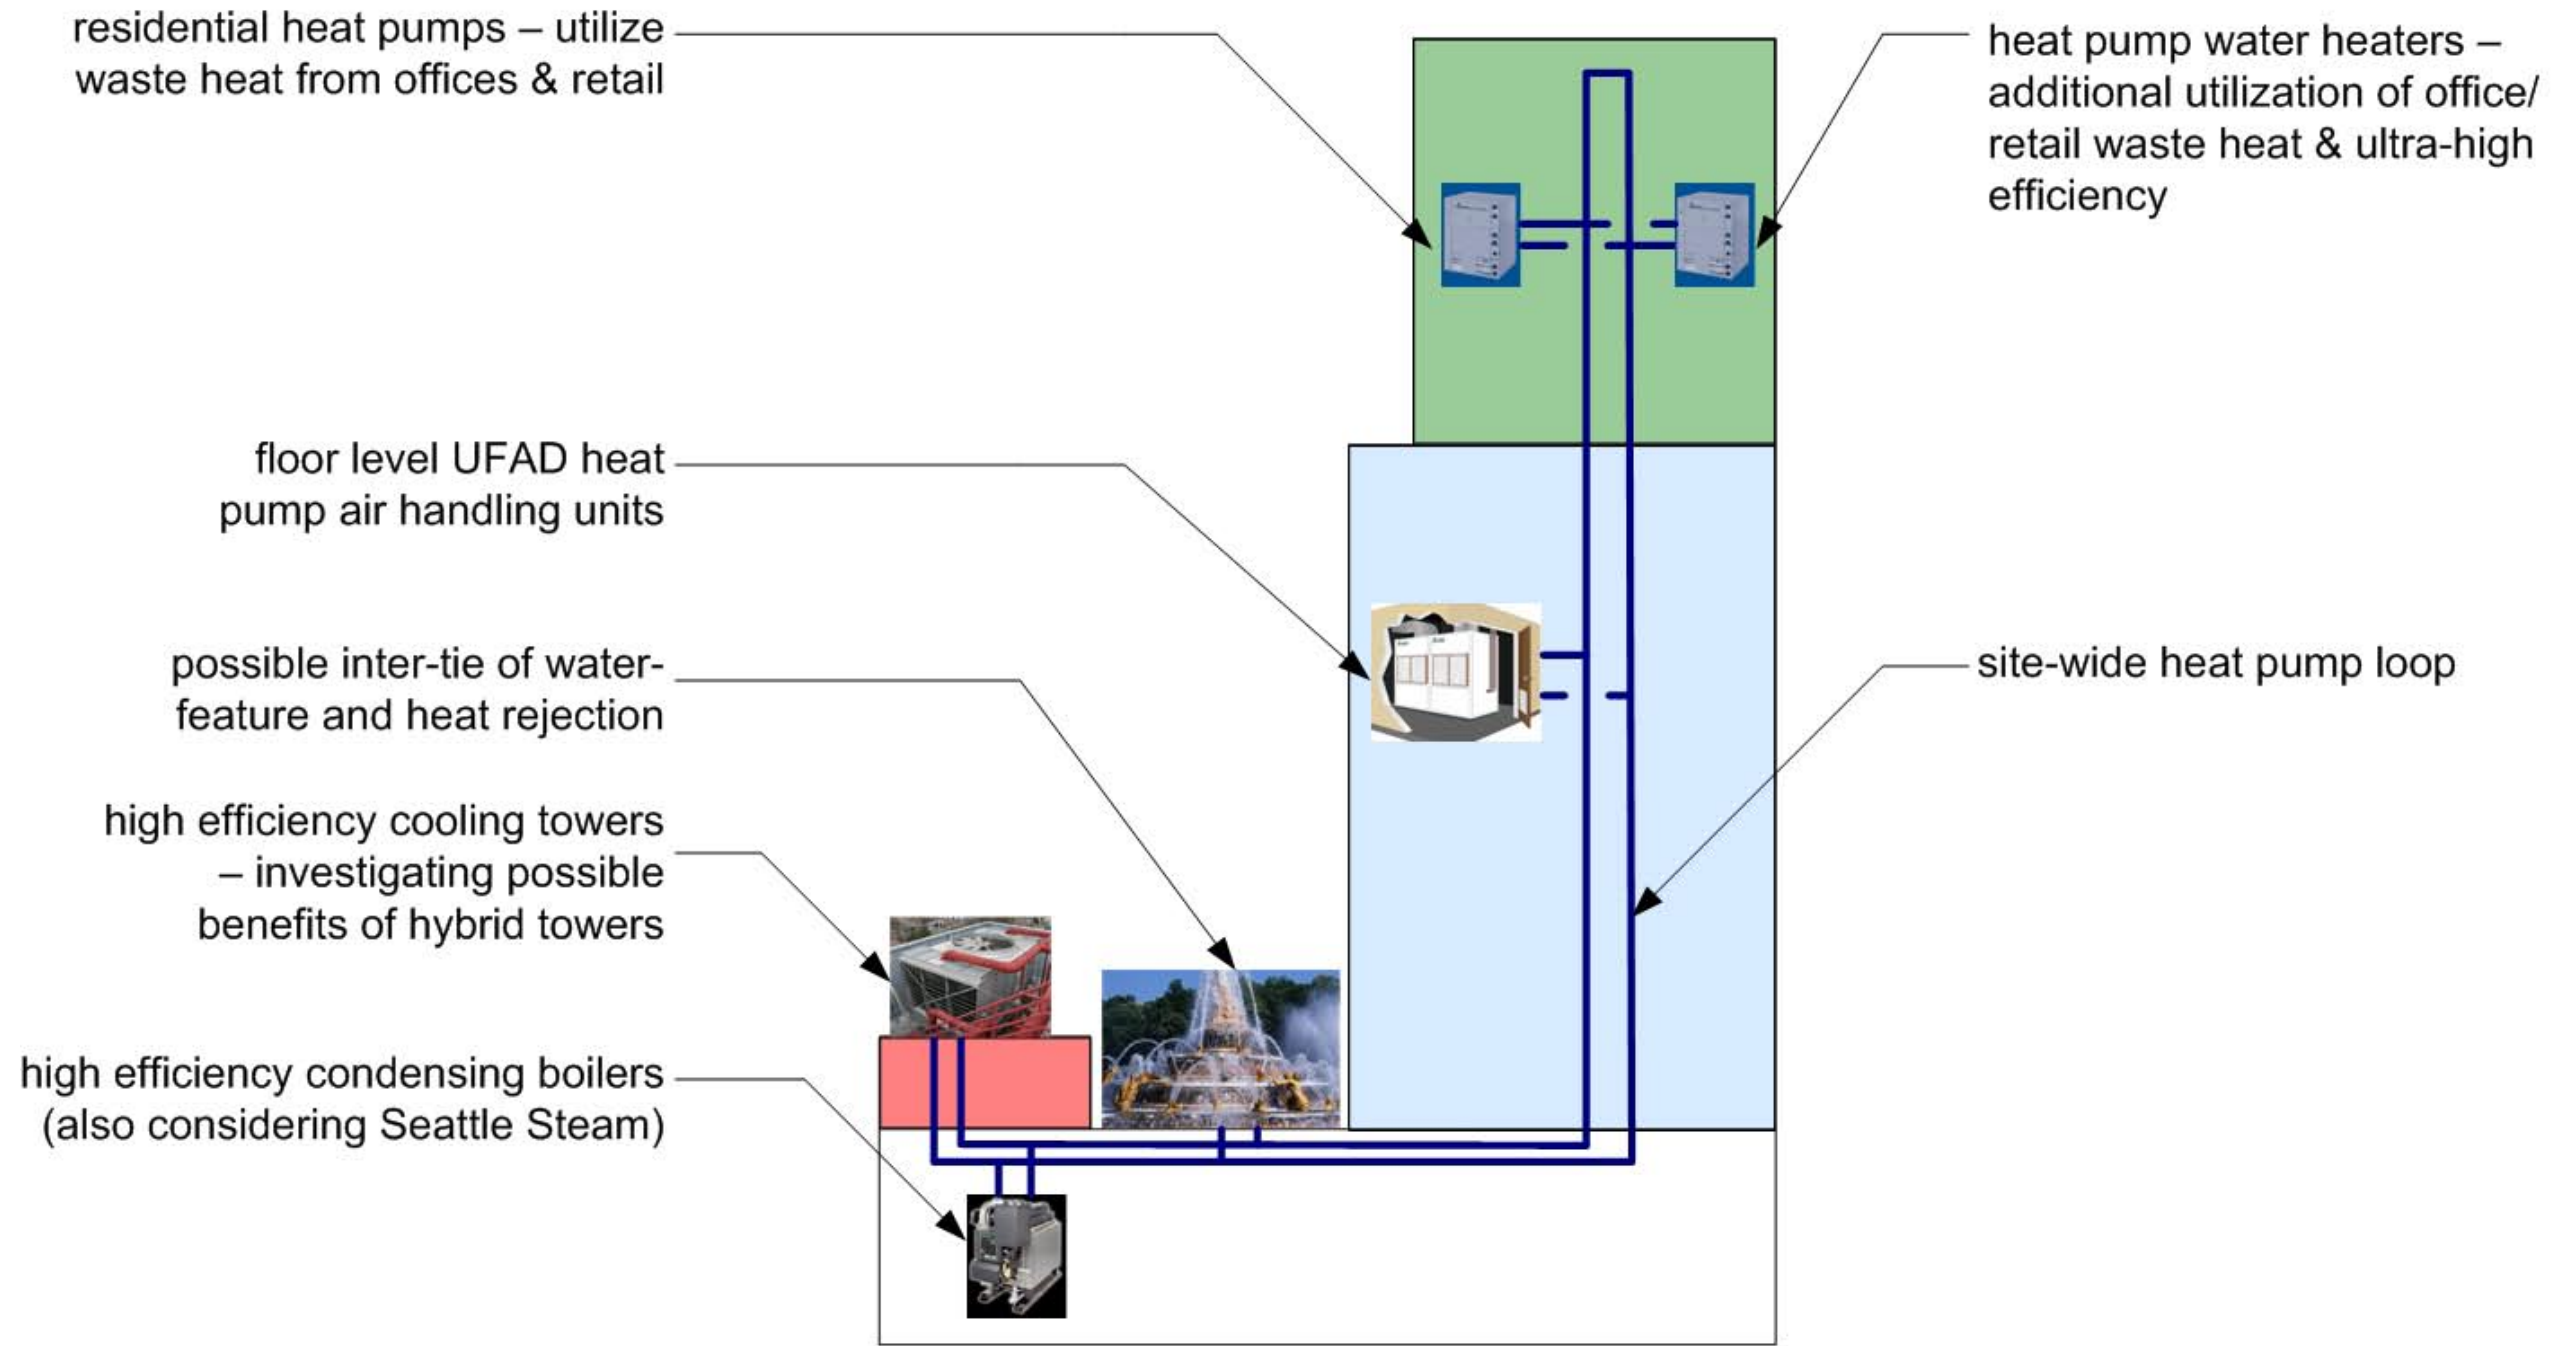 residential heat pumps – utilize
waste heat from offices & retail
heat pump water heaters –
additional utilization of office/
retail waste heat & ultra-high
efficiency
floor level UFAD heat
pump air handling units
possible inter-tie of water-
feature and heat rejection
site-wide heat pump loop
high efficiency cooling towers
– investigating possible
benefits of hybrid towers
high efficiency condensing boilers
(also considering Seattle Steam)